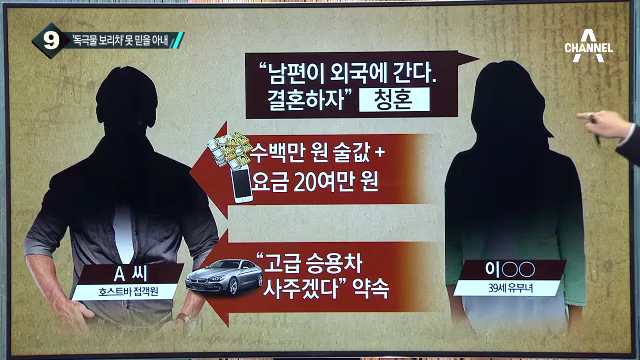 9 '독극물 보리차' 못 믿을 아내
CHANNEL A
“남편이 외국에 간다.
결혼하자” 청혼
수백만 원 술값 +
요금 20여만 원
“고급 승용차
사주겠다” 약속
A 씨
호스트바 접객원
이○○
39세 유부녀